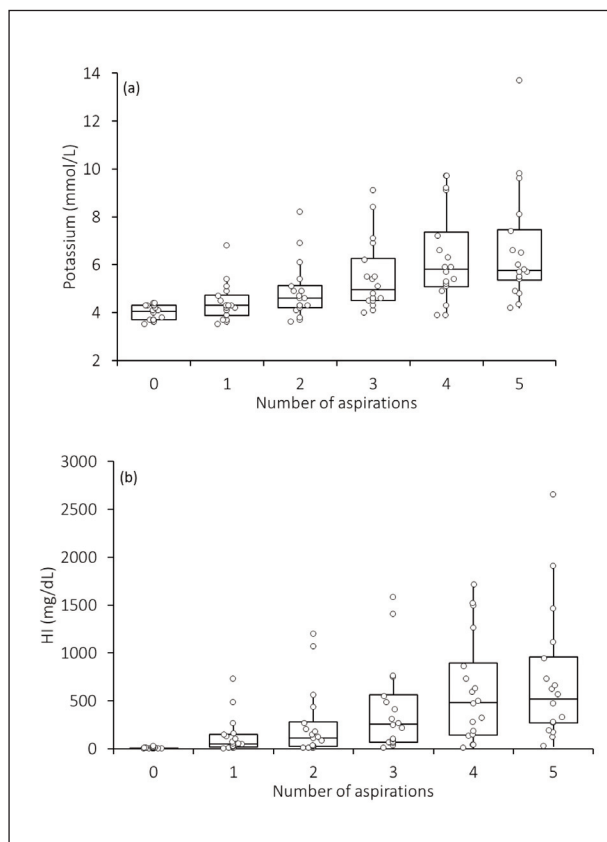 (a)
Potassium (mmol/L)
14
12
10
8
6
4
2
0 1 2 3 4 5
Number of aspirations
(b)
HI (mg/dL)
3000
2500
2000
1500
1000
500
0
0 1 2 3 4 5
Number of aspirations